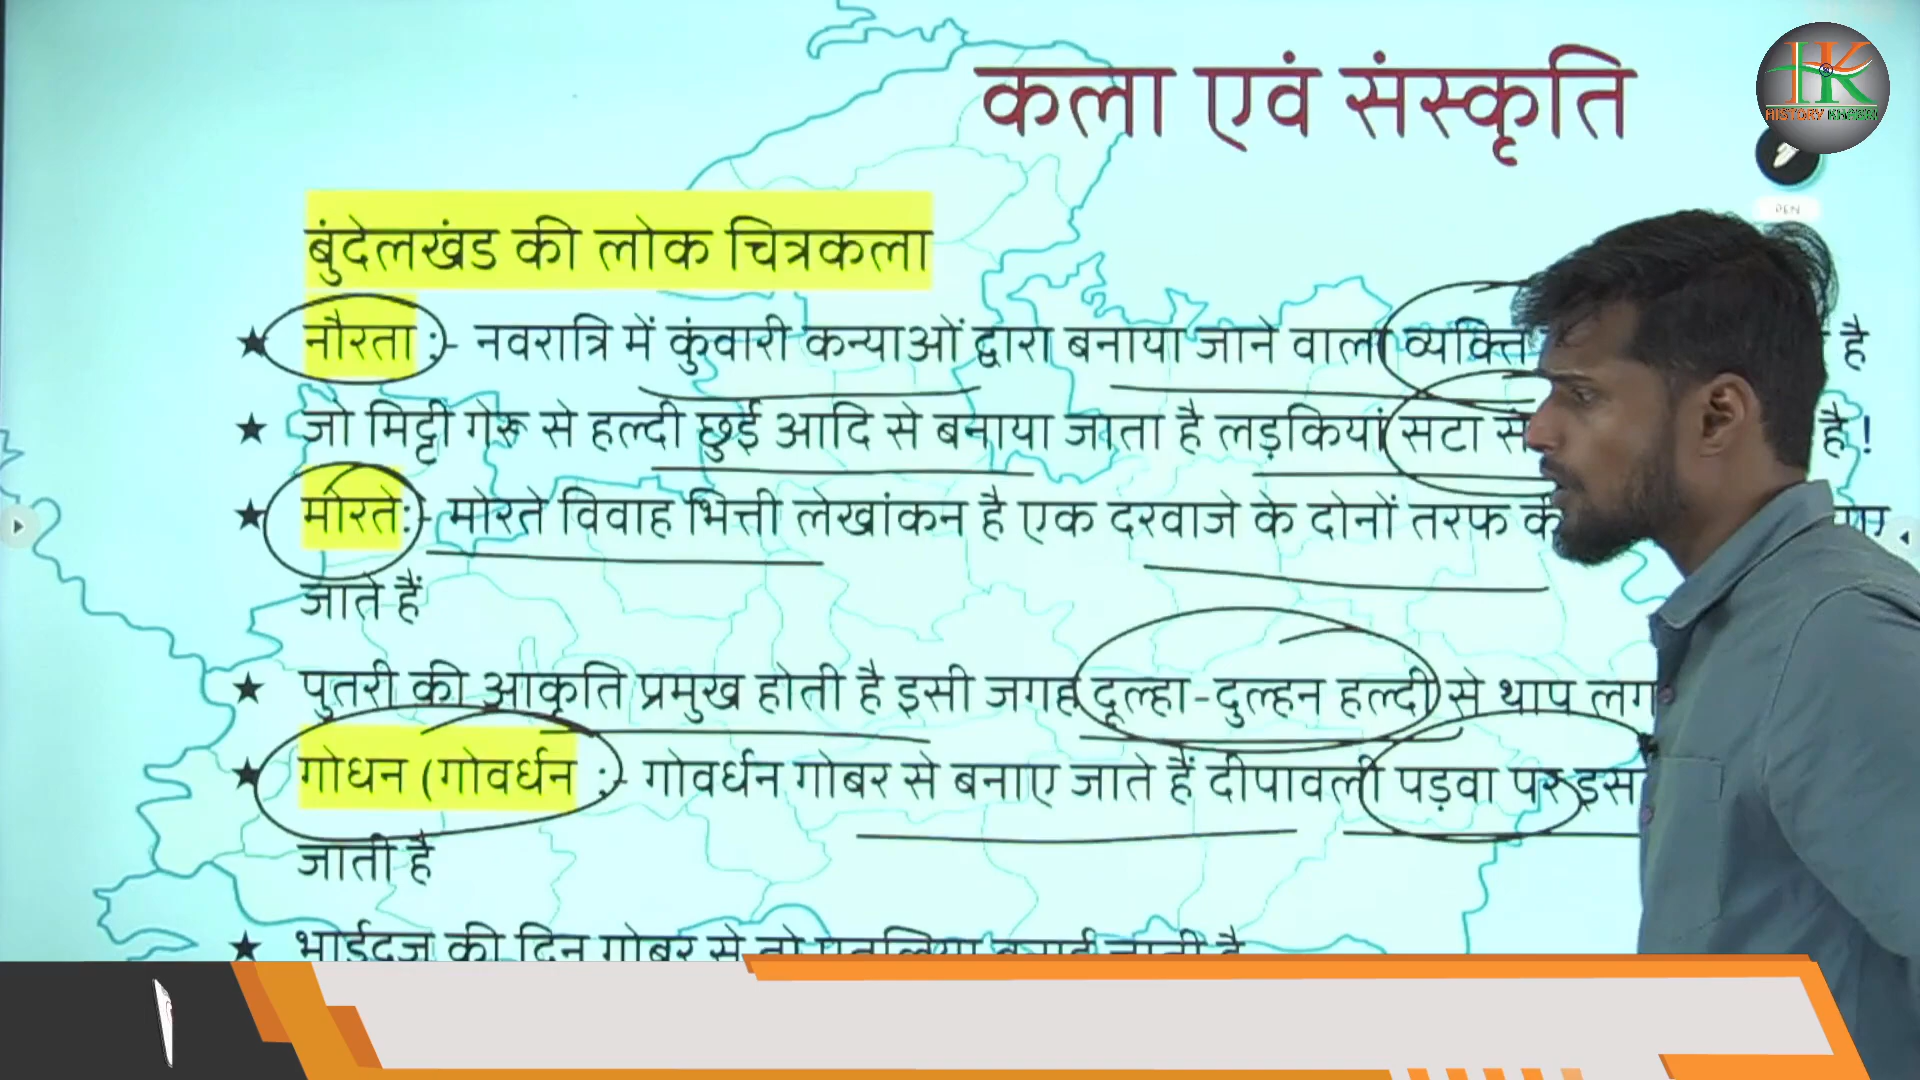 कला एवं संस्कृति
HISTORY
PEN
बुंदेलखंड की लोक चित्रकला
★ नौरता :- नवरात्रि में कुंवारी कन्याओं द्वारा बनाया जाने वाला व्यक्ति है
★ जो मिट्टी गेरू से हल्दी छुई आदि से बनाया जाता है लड़कियां सटा से है !
★ मोरते:- मोरते विवाह भित्ती लेखांकन है एक दरवाजे के दोनों तरफ
जाते हैं
★ पुतरी की आकृति प्रमुख होती है इसी जगह दूल्हा-दुल्हन हल्दी से थाप
★ गोधन (गोवर्धन :- गोवर्धन गोबर से बनाए जाते हैं दीपावली पड़वा पर इस
जाती है
★ भाईदूज की दिन गोबर से